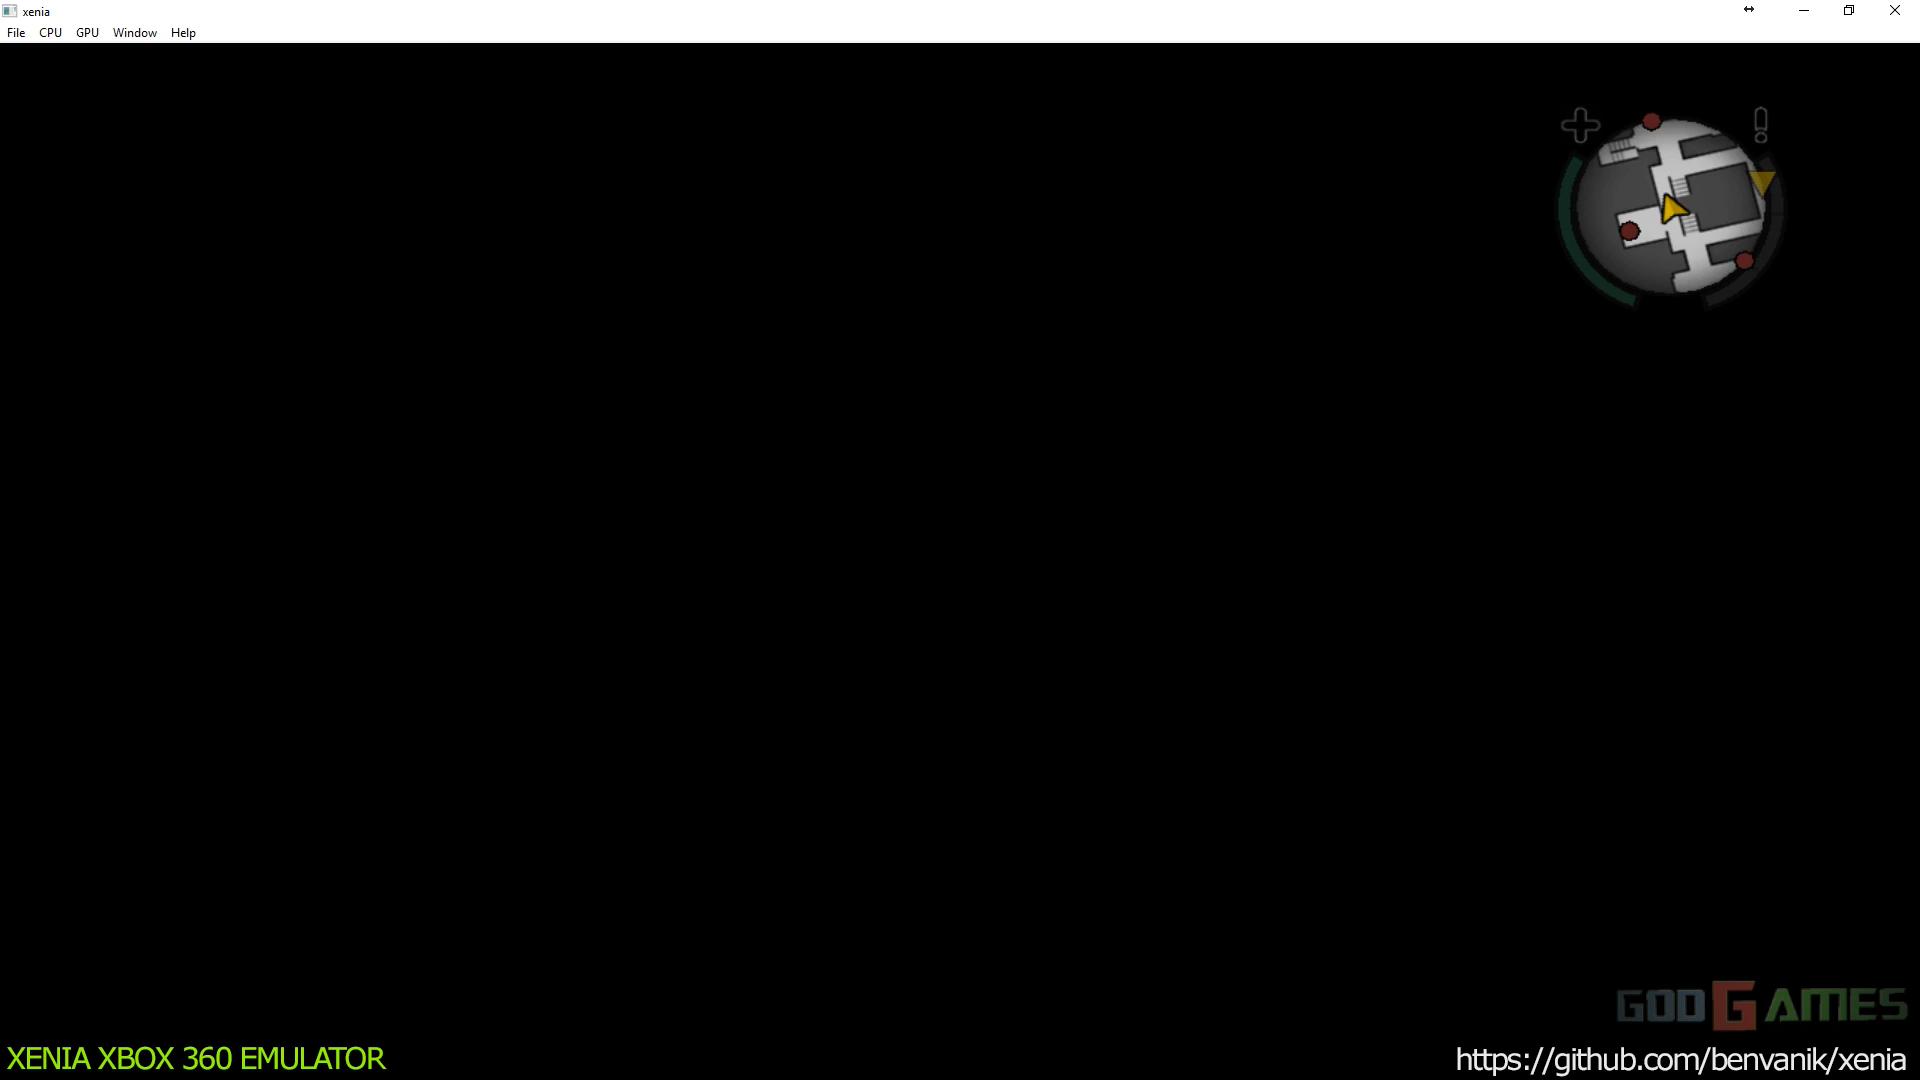 xenia
File CPU GPU Window Help
GODGAMES
XENIA XBOX 360 EMULATOR
https://github.com/benvanik/xenia